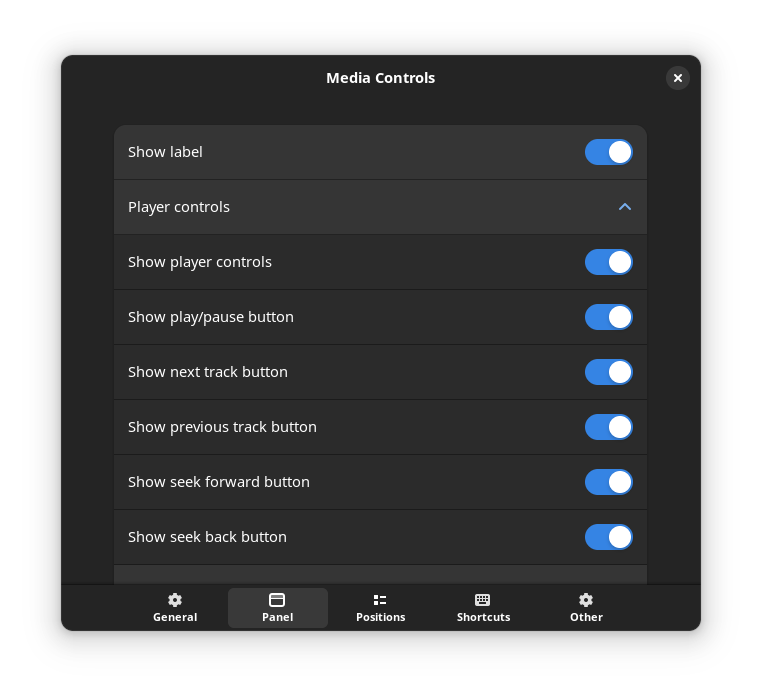 Media Controls
Show label
Player controls
Show player controls
Show play/pause button
Show next track button
Show previous track button
Show seek forward button
Show seek back button
General Panel Positions Shortcuts Other